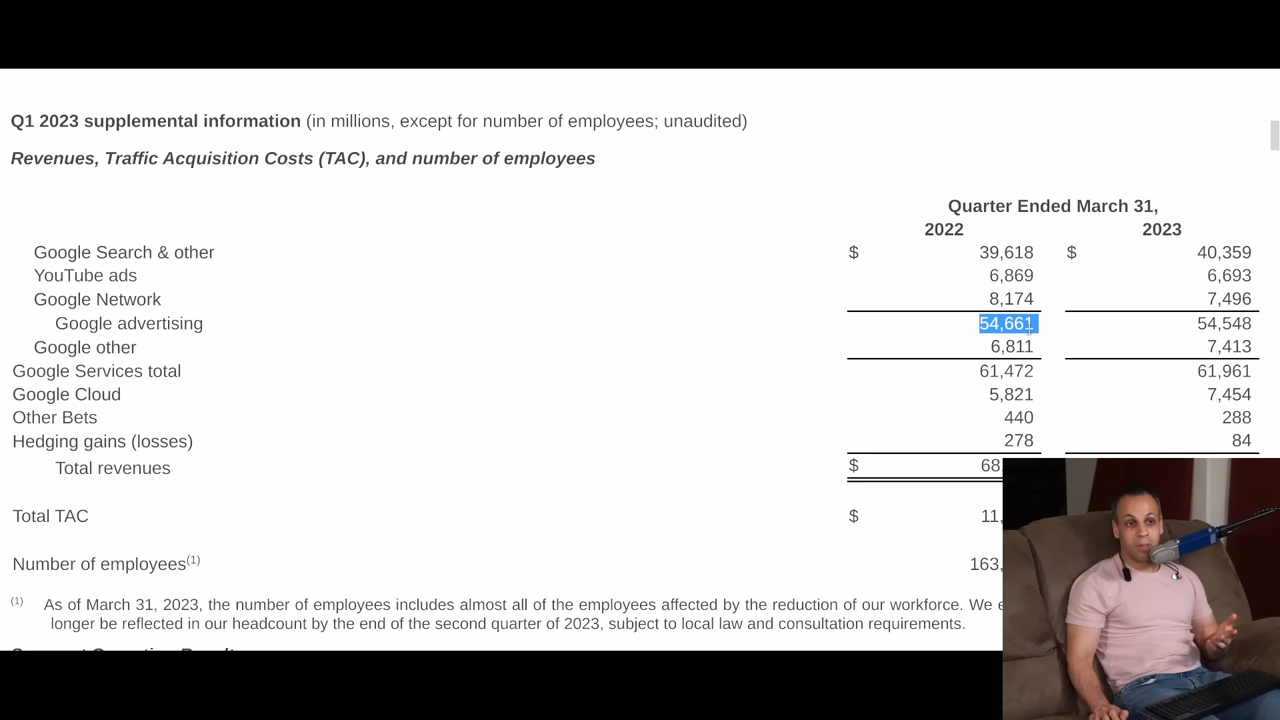 Q1 2023 supplemental information (in millions, except for number of employees; unaudited)
Revenues, Traffic Acquisition Costs (TAC), and number of employees
Quarter Ended March 31,
2022 2023
Google Search & other $ 39,618 $ 40,359
YouTube ads 6,869 6,693
Google Network 8,174 7,496
Google advertising 54,661 54,548
Google other 6,811 7,413
Google Services total 61,472 61,961
Google Cloud 5,821 7,454
Other Bets 440 288
Hedging gains (losses) 278 84
Total revenues $ 68
Total TAC $ 11,
Number of employees(1) 163,
(1) As of March 31, 2023, the number of employees includes almost all of the employees affected by the reduction of our workforce. We
longer be reflected in our headcount by the end of the second quarter of 2023, subject to local law and consultation requirements.